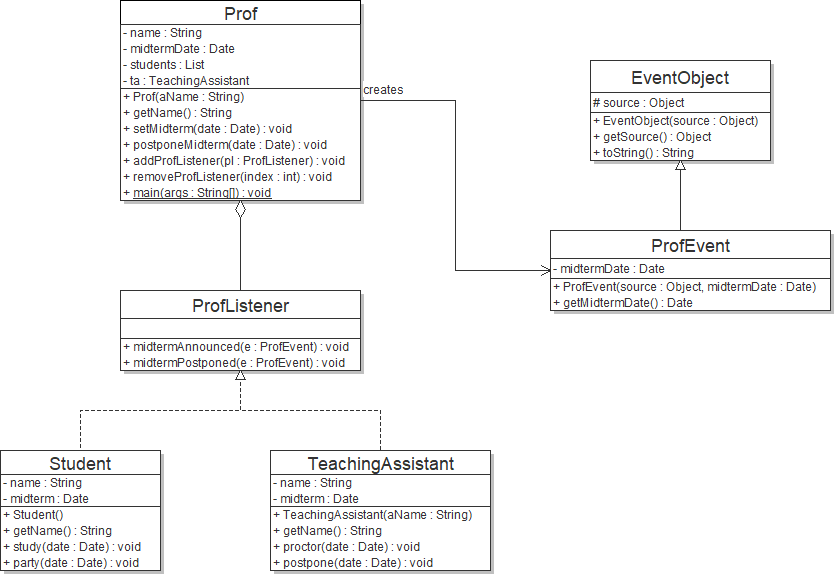 Prof
- name : String
- midtermDate : Date
- students : List
- ta : TeachingAssistant
+ Prof(aName : String)
+ getName() : String
+ setMidterm(date : Date) : void
+ postponeMidterm(date : Date) : void
+ addProfListener(pl : ProfListener) : void
+ removeProfListener(index : int) : void
+ main(args : String[]) : void
creates
EventObject
# source : Object
+ EventObject(source : Object)
+ getSource() : Object
+ toString() : String
ProfEvent
- midtermDate : Date
+ ProfEvent(source : Object, midtermDate : Date)
+ getMidtermDate() : Date
ProfListener
+ midtermAnnounced(e : ProfEvent) : void
+ midtermPostponed(e : ProfEvent) : void
Student
- name : String
- midterm : Date
+ Student()
+ getName() : String
+ study(date : Date) : void
+ party(date : Date) : void
TeachingAssistant
- name : String
- midterm : Date
+ TeachingAssistant(aName : String)
+ getName() : String
+ proctor(date : Date) : void
+ postpone(date : Date) : void